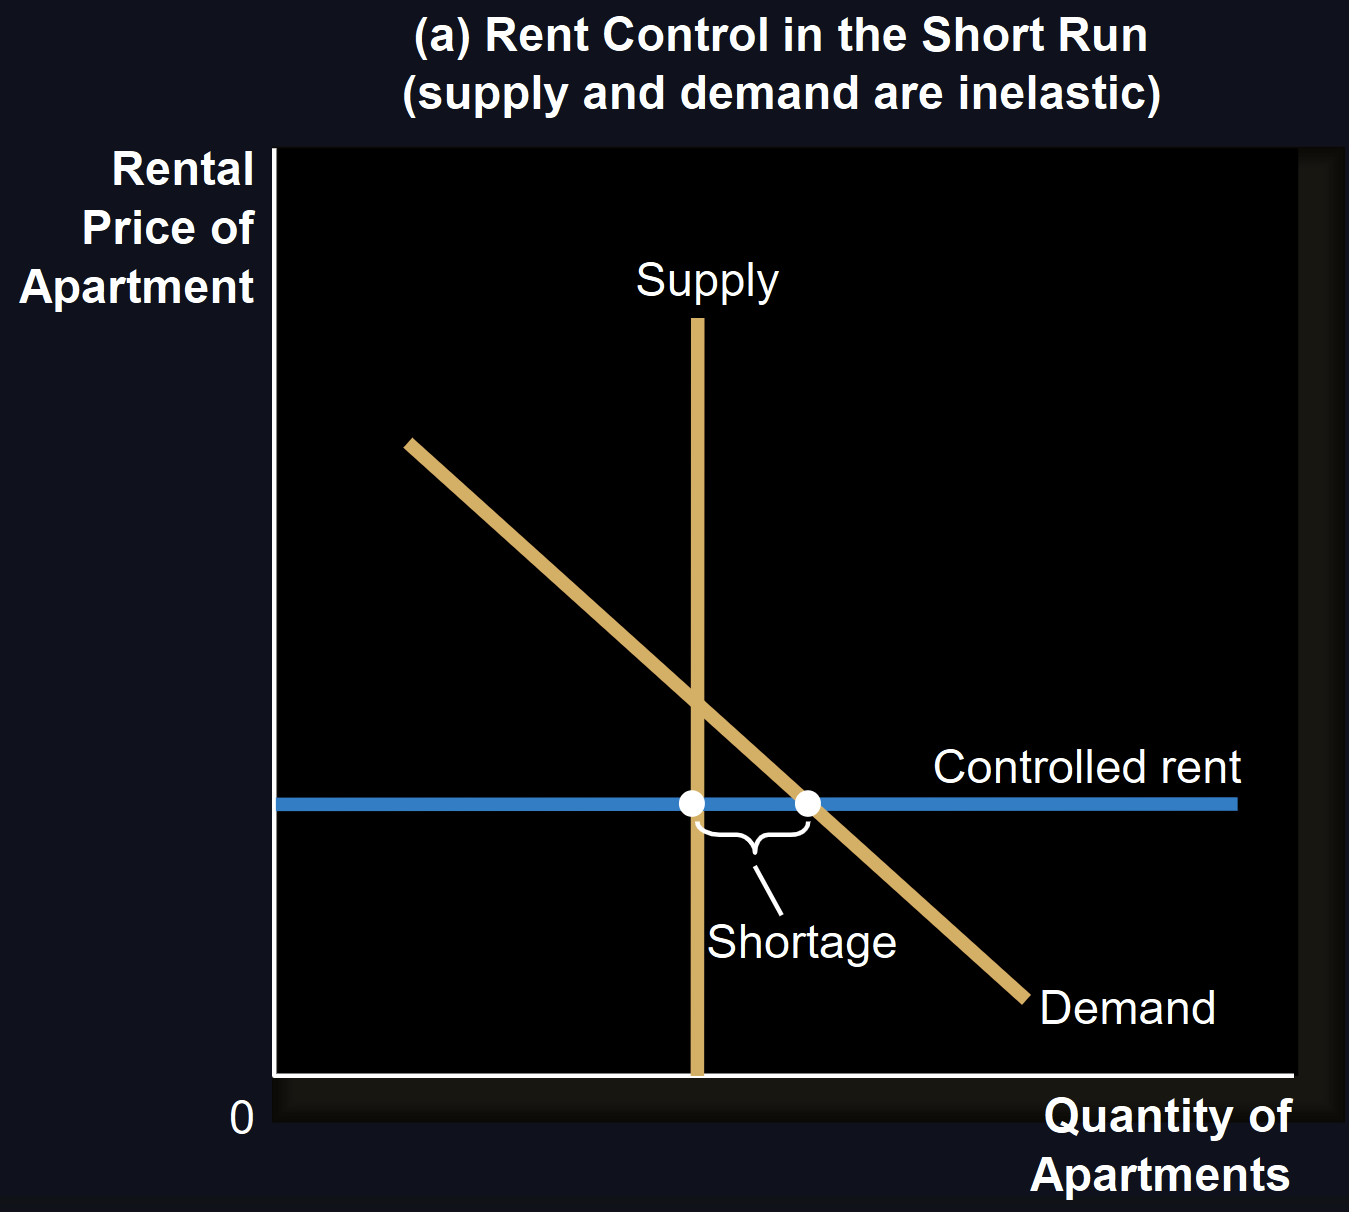 (a) Rent Control in the Short Run
(supply and demand are inelastic)
Rental
Price of
Apartment
Supply
Controlled rent
Shortage
Demand
0
Quantity of
Apartments